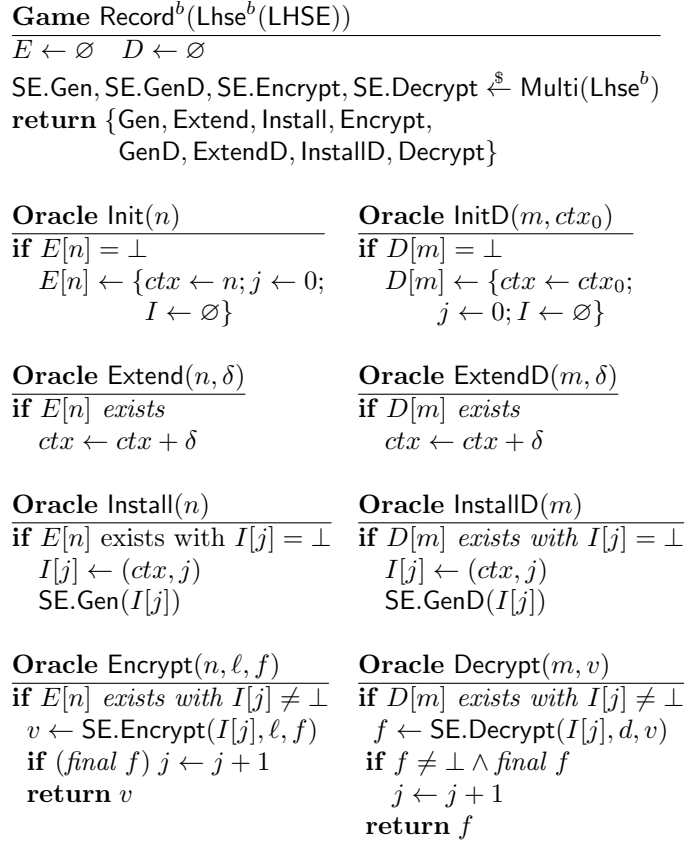 Game Record^b(Lhse^b(LHSE))
E ← ∅ D ← ∅
SE.Gen, SE.GenD, SE.Encrypt, SE.Decrypt ←$ Multi(Lhse^b)
return {Gen, Extend, Install, Encrypt,
GenD, ExtendD, InstallD, Decrypt}
Oracle Init(n)
if E[n] = ⊥
E[n] ← {ctx ← n; j ← 0;
I ← ∅}
Oracle InitD(m, ctx₀)
if D[m] = ⊥
D[m] ← {ctx ← ctx₀;
j ← 0; I ← ∅}
Oracle Extend(n, δ)
if E[n] exists
ctx ← ctx + δ
Oracle ExtendD(m, δ)
if D[m] exists
ctx ← ctx + δ
Oracle Install(n)
if E[n] exists with I[j] = ⊥
I[j] ← (ctx, j)
SE.Gen(I[j])
Oracle InstallD(m)
if D[m] exists with I[j] = ⊥
I[j] ← (ctx, j)
SE.GenD(I[j])
Oracle Encrypt(n, ℓ, f)
if E[n] exists with I[j] ≠ ⊥
v ← SE.Encrypt(I[j], ℓ, f)
if (final f) j ← j + 1
return v
Oracle Decrypt(m, v)
if D[m] exists with I[j] ≠ ⊥
f ← SE.Decrypt(I[j], d, v)
if f ≠ ⊥ ∧ final f
j ← j + 1
return f